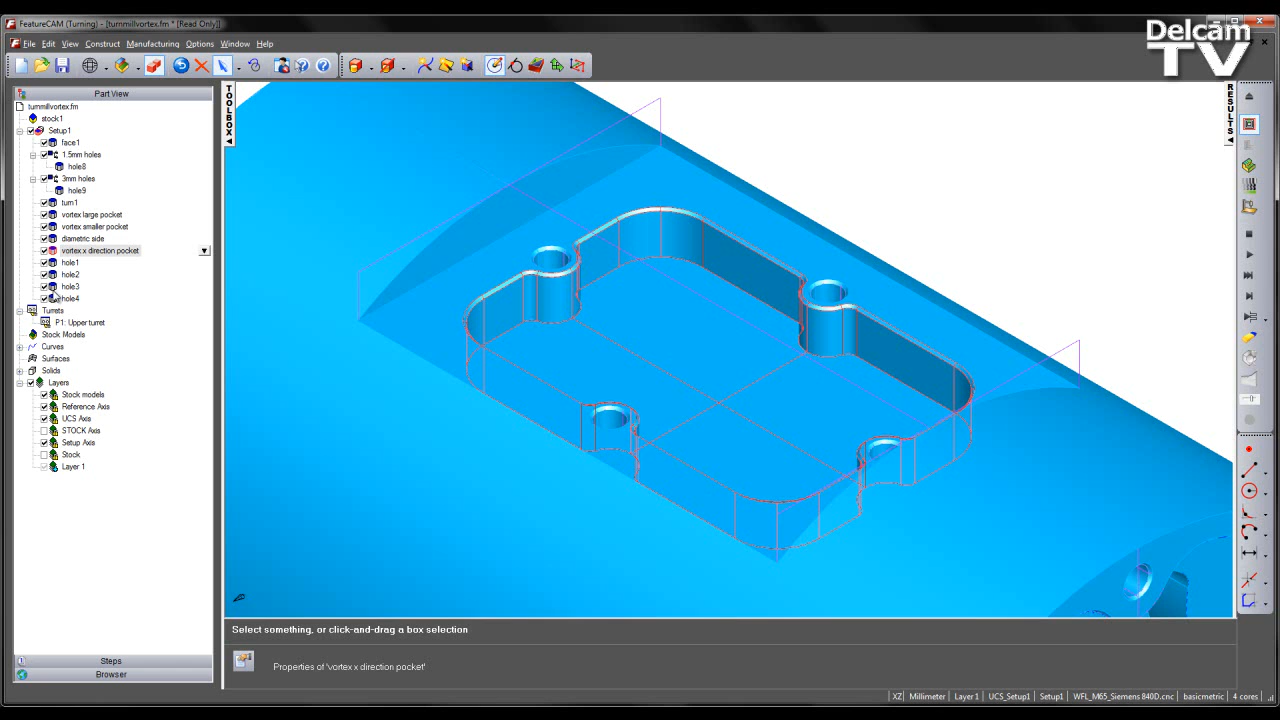 FeatureCAM (Turning) - [turnmillvortex.fm * [Read Only]]
Delcam
TV
File Edit View Construct Manufacturing Options Window Help
Part View
turnmillvortex.fm
stock1
Setup1
face1
1.5mm holes
hole8
3mm holes
hole9
turn1
vortex large pocket
vortex smaller pocket
diametric side
vortex x direction pocket
hole1
hole2
hole3
hole4
Turrets
P1: Upper turret
Stock Models
Curves
Surfaces
Solids
Layers
Stock models
Reference Axis
UCS Axis
STOCK Axis
Setup Axis
Stock
Layer 1
Steps
Browser
TOOLBOX
RESULTS
Select something, or click-and-drag a box selection
Properties of 'vortex x direction pocket'
XZ Millimeter Layer1 UCS_Setup1 Setup1 WFL_M65_Siemens 840D.cnc basicmetric 4 cores